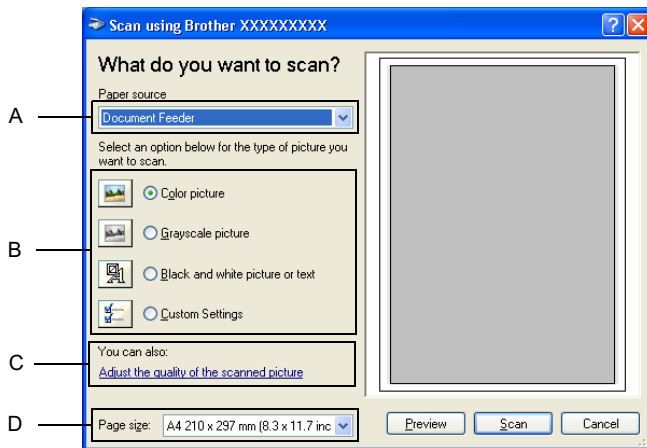 Scan using Brother XXXXXXXXX
What do you want to scan?
Paper source
A
Document Feeder
Select an option below for the type of picture you
want to scan.
Color picture
Grayscale picture
B
Black and white picture or text
Custom Settings
You can also:
C
Adjust the quality of the scanned picture
D
Page size: A4 210 x 297 mm (8.3 x 11.7 inc
Preview Scan Cancel